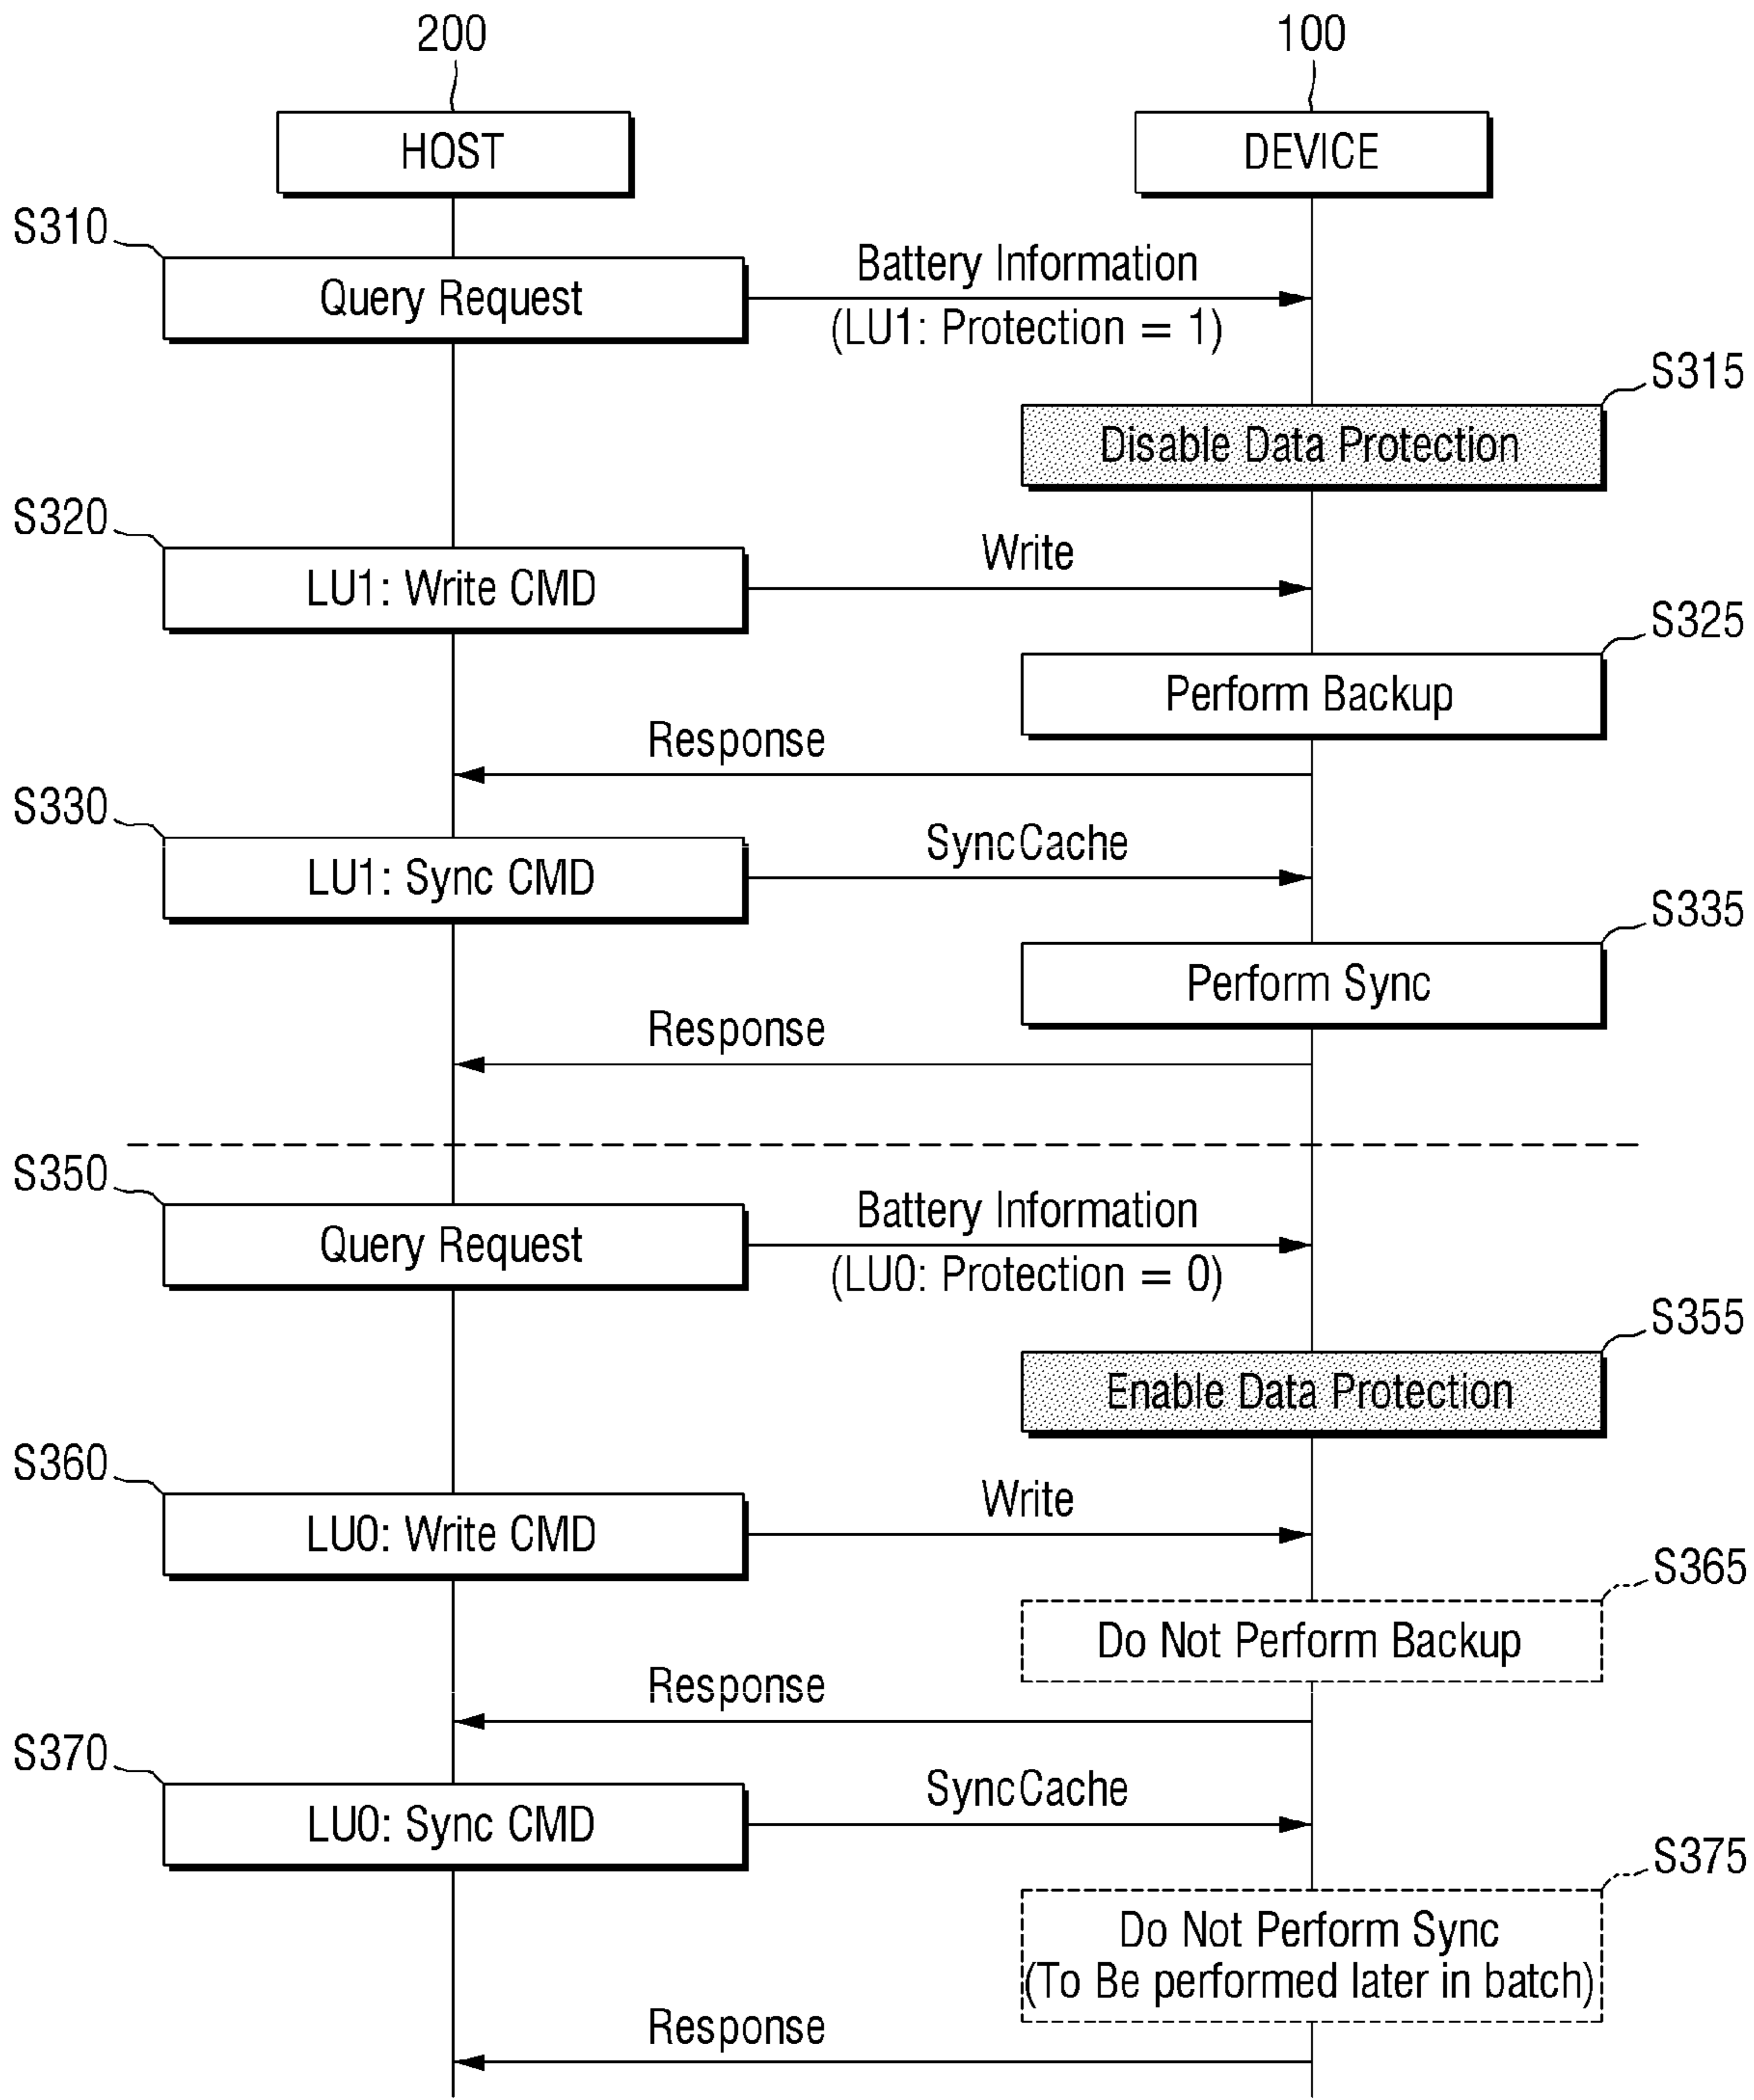 200
100
HOST
DEVICE
S310
Query Request
Battery Information
(LU1: Protection = 1)
S315
Disable Data Protection
S320
LU1: Write CMD
Write
S325
Perform Backup
Response
S330
LU1: Sync CMD
SyncCache
S335
Perform Sync
Response
S350
Query Request
Battery Information
(LU0: Protection = 0)
S355
Enable Data Protection
S360
LU0: Write CMD
Write
S365
Do Not Perform Backup
Response
S370
LU0: Sync CMD
SyncCache
S375
Do Not Perform Sync
(To Be performed later in batch)
Response